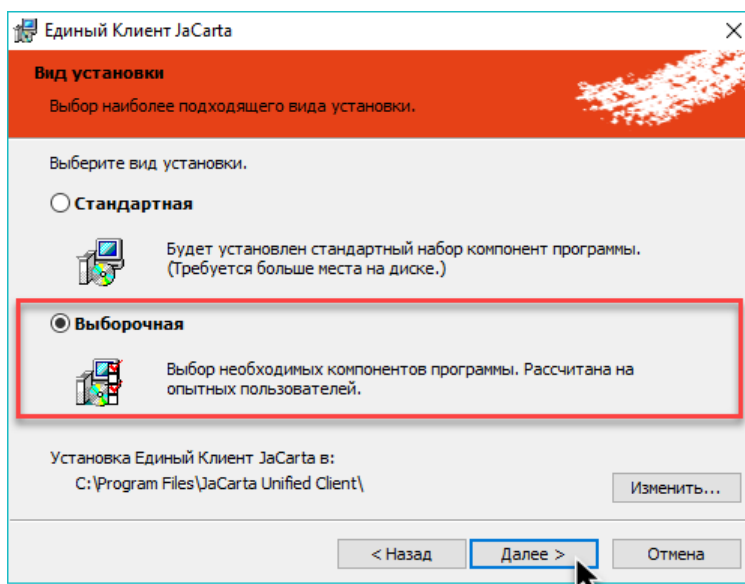 Единый Клиент JaCarta
Вид установки
Выбор наиболее подходящего вида установки.
Выберите вид установки.
Стандартная
Будет установлен стандартный набор компонент программы.
(Требуется больше места на диске.)
Выборочная
Выбор необходимых компонентов программы. Рассчитана на
опытных пользователей.
Установка Единый Клиент JaCarta в:
C:\Program Files\JaCarta Unified Client\
Изменить...
< Назад
Далее >
Отмена